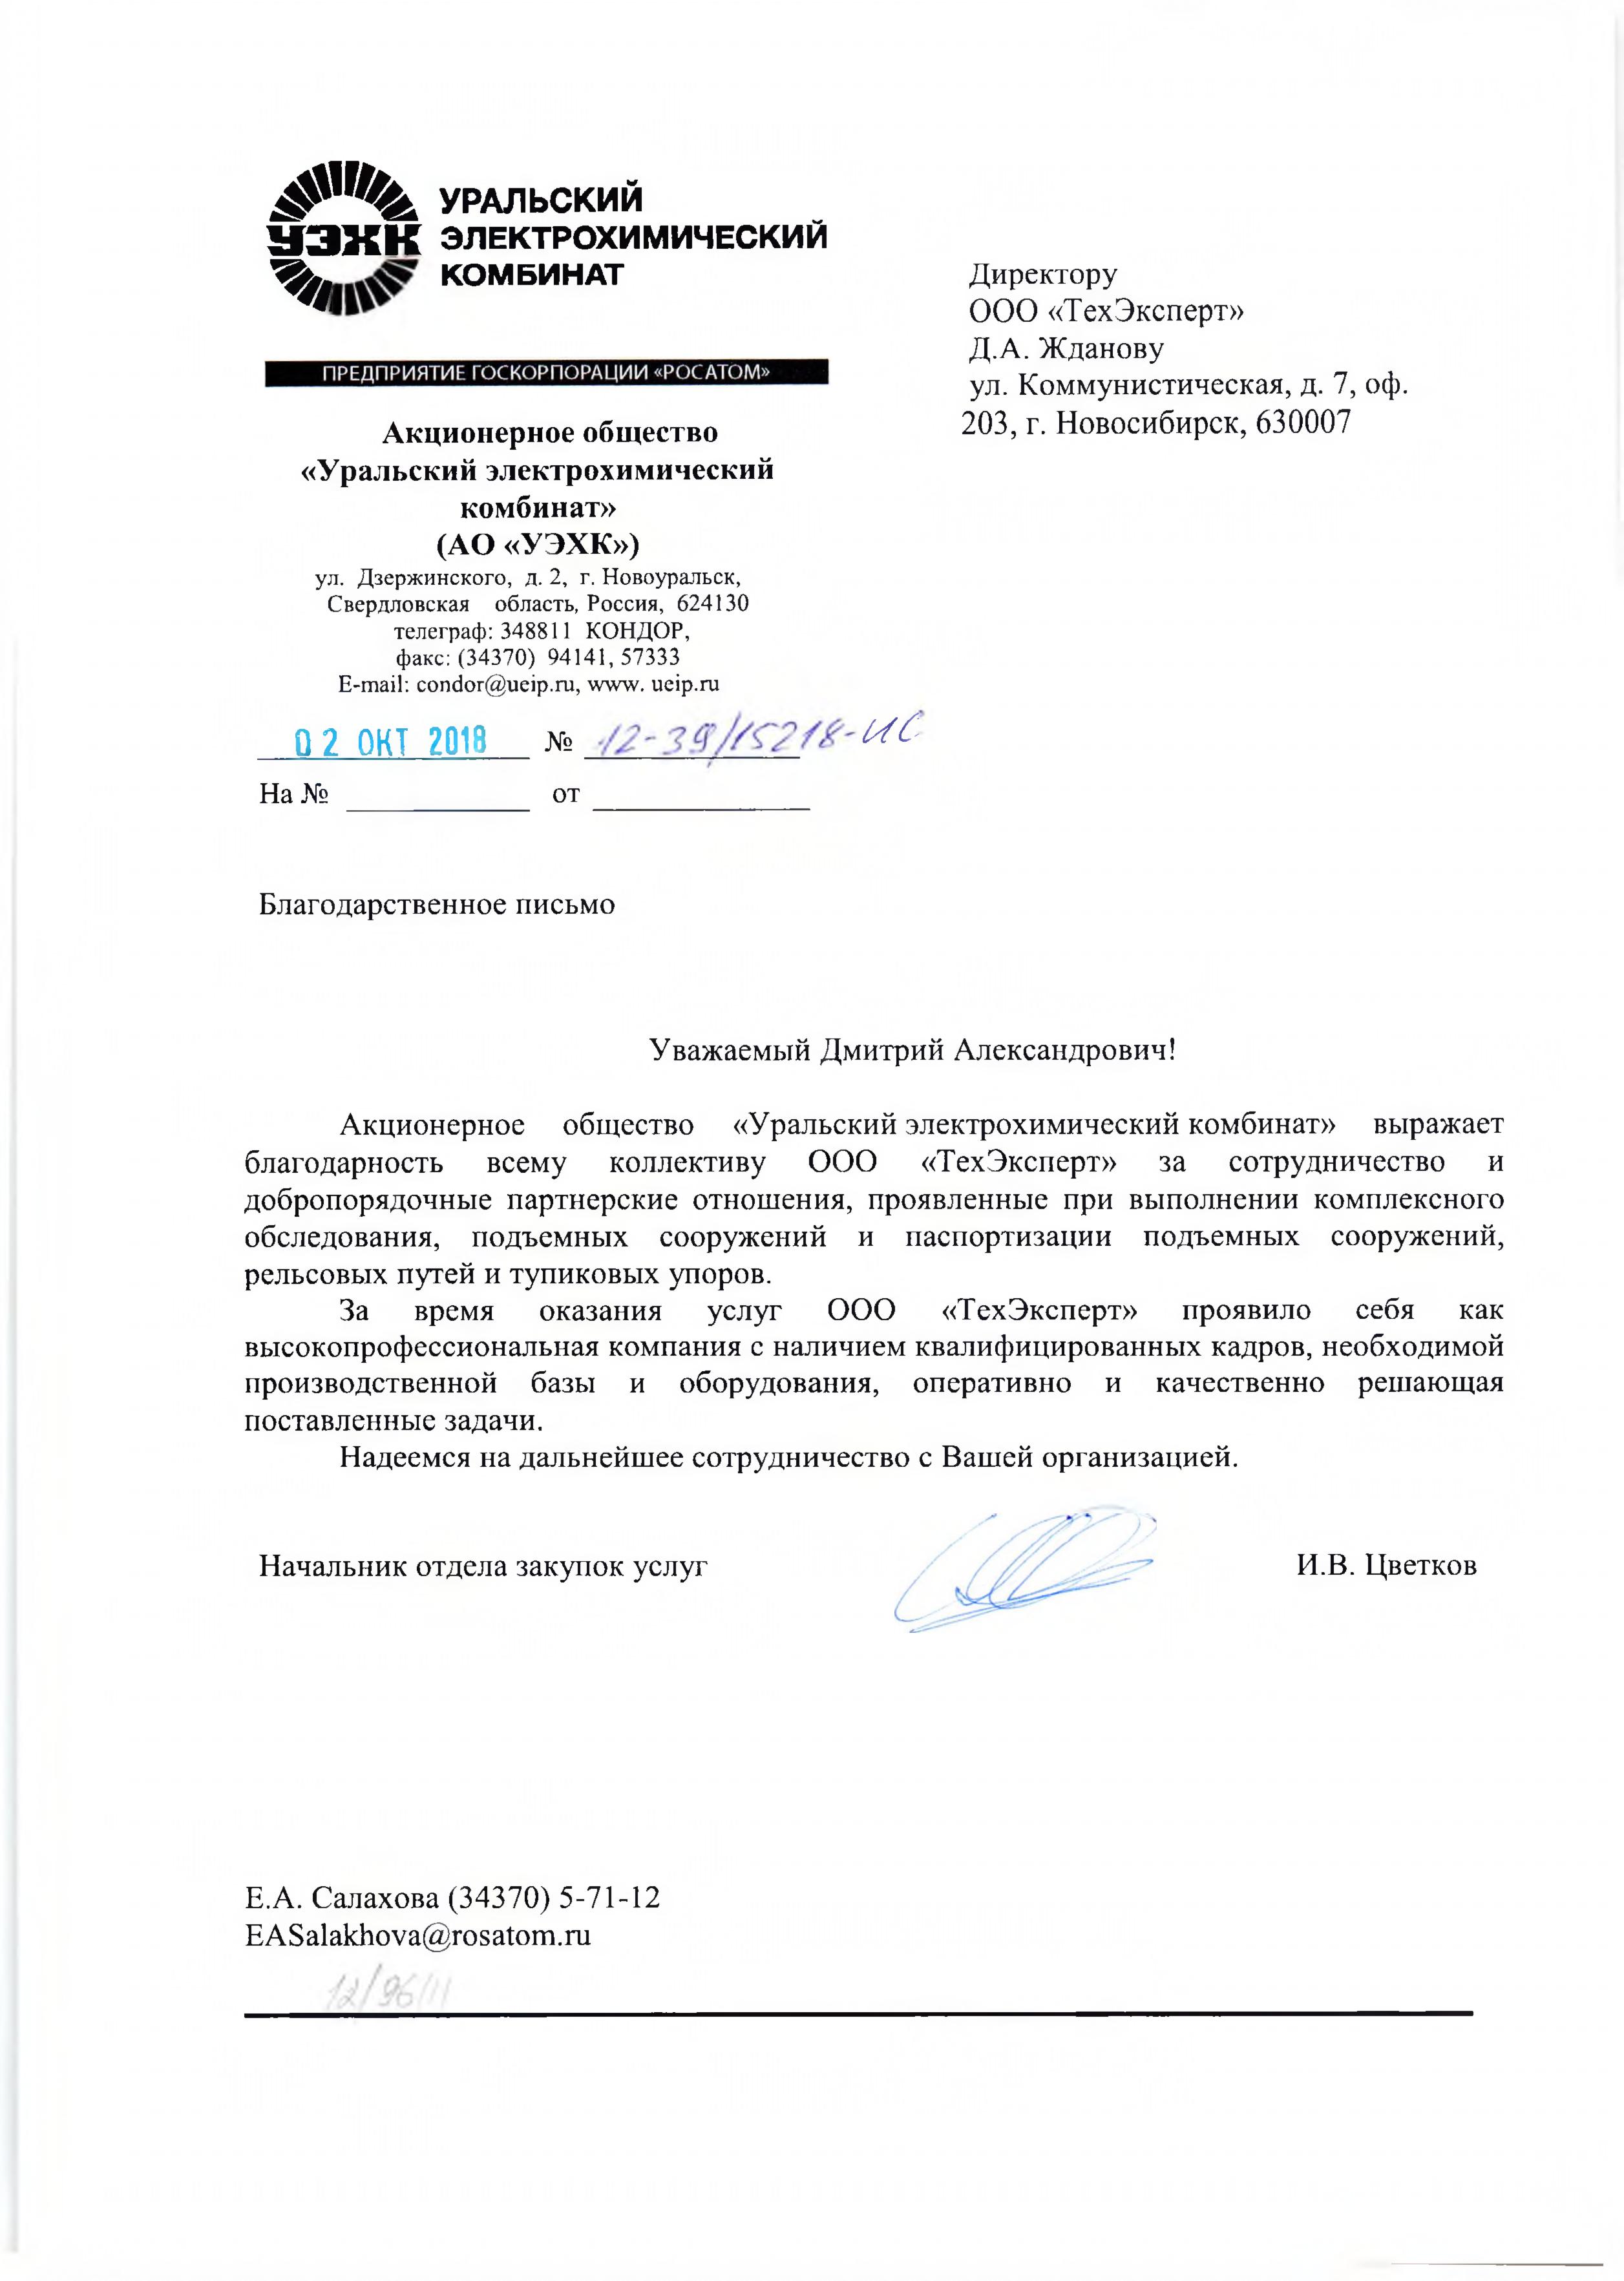 УЭХК
УРАЛЬСКИЙ
ЭЛЕКТРОХИМИЧЕСКИЙ
КОМБИНАТ
ПРЕДПРИЯТИЕ ГОСКОРПОРАЦИИ «РОСАТОМ»
Акционерное общество
«Уральский электрохимический
комбинат»
(АО «УЭХК»)
ул. Дзержинского, д. 2, г. Новоуральск,
Свердловская область, Россия, 624130
телеграф: 348811 КОНДОР,
факс: (34370) 94141, 57333
E-mail: condor@ueip.ru, www. ueip.ru
02 ОКТ 2018 № 12-39/15218-ИС
На № от
Директору
ООО «ТехЭксперт»
Д.А. Жданову
ул. Коммунистическая, д. 7, оф.
203, г. Новосибирск, 630007
Благодарственное письмо
Уважаемый Дмитрий Александрович!
Акционерное общество «Уральский электрохимический комбинат» выражает
благодарность всему коллективу ООО «ТехЭксперт» за сотрудничество и
добропорядочные партнерские отношения, проявленные при выполнении комплексного
обследования, подъемных сооружений и паспортизации подъемных сооружений,
рельсовых путей и тупиковых упоров.
За время оказания услуг ООО «ТехЭксперт» проявило себя как
высокопрофессиональная компания с наличием квалифицированных кадров, необходимой
производственной базы и оборудования, оперативно и качественно решающая
поставленные задачи.
Надеемся на дальнейшее сотрудничество с Вашей организацией.
Начальник отдела закупок услуг И.В. Цветков
Е.А. Салахова (34370) 5-71-12
EASalakhova@rosatom.ru